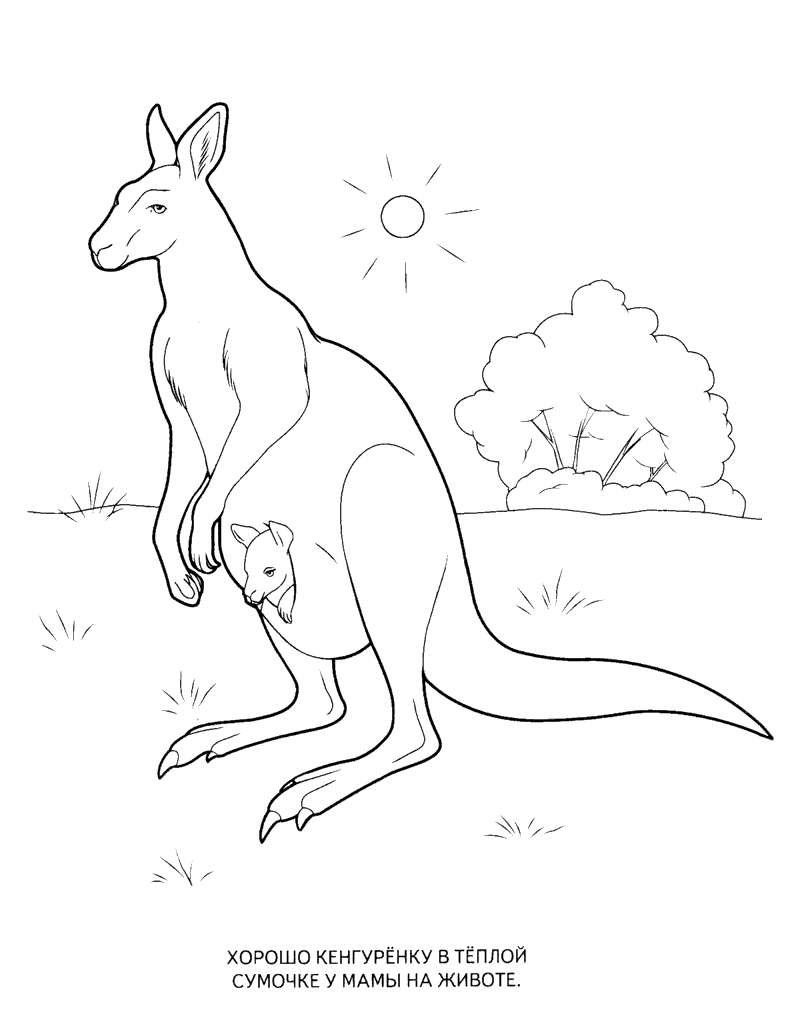 ХОРОШО КЕНГУРЁНКУ В ТЁПЛОЙ
СУМОЧКЕ У МАМЫ НА ЖИВОТЕ.